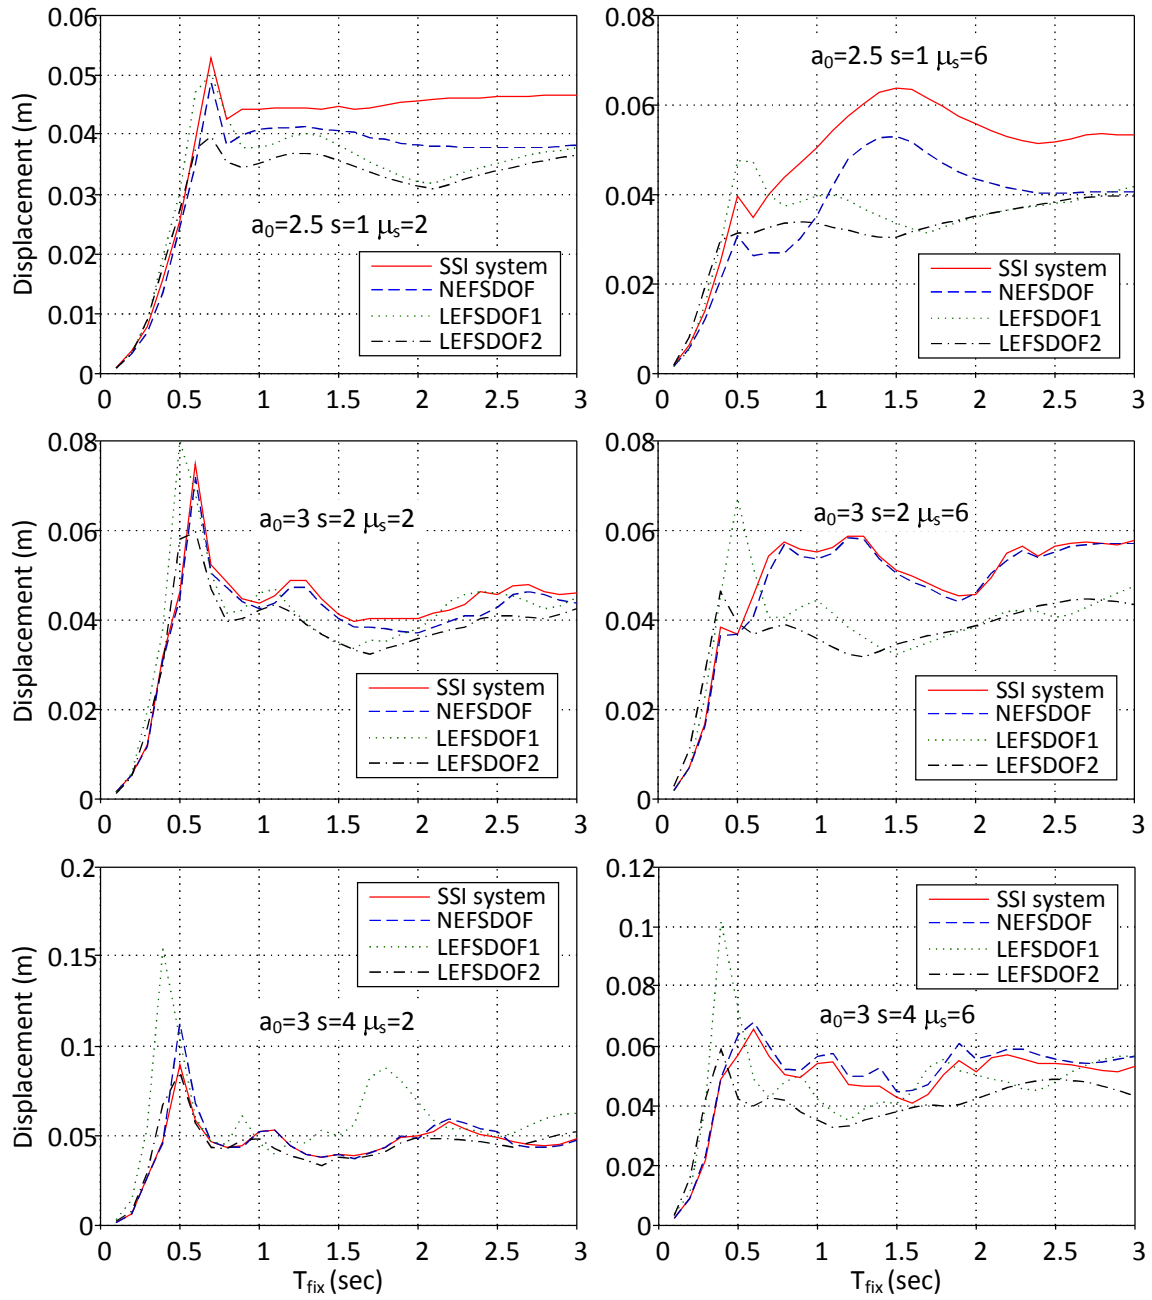 Displacement (m)
0.06
0.05
0.04
0.03
0.02
0.01
0
a0=2.5 s=1 μs=2
SSI system
NEFSDOF
LEFSDOF1
LEFSDOF2
0 0.5 1 1.5 2 2.5 3
0.08
0.06
0.04
0.02
0
a0=2.5 s=1 μs=6
SSI system
NEFSDOF
LEFSDOF1
LEFSDOF2
0 0.5 1 1.5 2 2.5 3
Displacement (m)
0.08
0.06
0.04
0.02
0
a0=3 s=2 μs=2
SSI system
NEFSDOF
LEFSDOF1
LEFSDOF2
0 0.5 1 1.5 2 2.5 3
0.08
0.06
0.04
0.02
0
a0=3 s=2 μs=6
SSI system
NEFSDOF
LEFSDOF1
LEFSDOF2
0 0.5 1 1.5 2 2.5 3
Displacement (m)
0.2
0.15
0.1
0.05
0
SSI system
NEFSDOF
LEFSDOF1
LEFSDOF2
a0=3 s=4 μs=2
0 0.5 1 1.5 2 2.5 3
Tfix (sec)
0.12
0.1
0.08
0.06
0.04
0.02
0
SSI system
NEFSDOF
LEFSDOF1
LEFSDOF2
a0=3 s=4 μs=6
0 0.5 1 1.5 2 2.5 3
Tfix (sec)